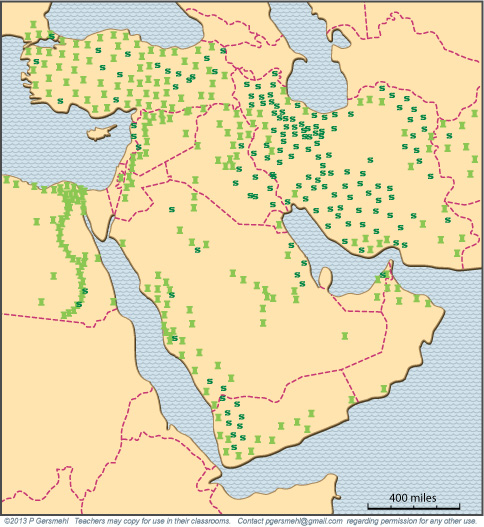 400 miles
©2013 P Gersmehl Teachers may copy for use in their classrooms. Contact pgersmehl@gmail.com regarding permission for any other use.